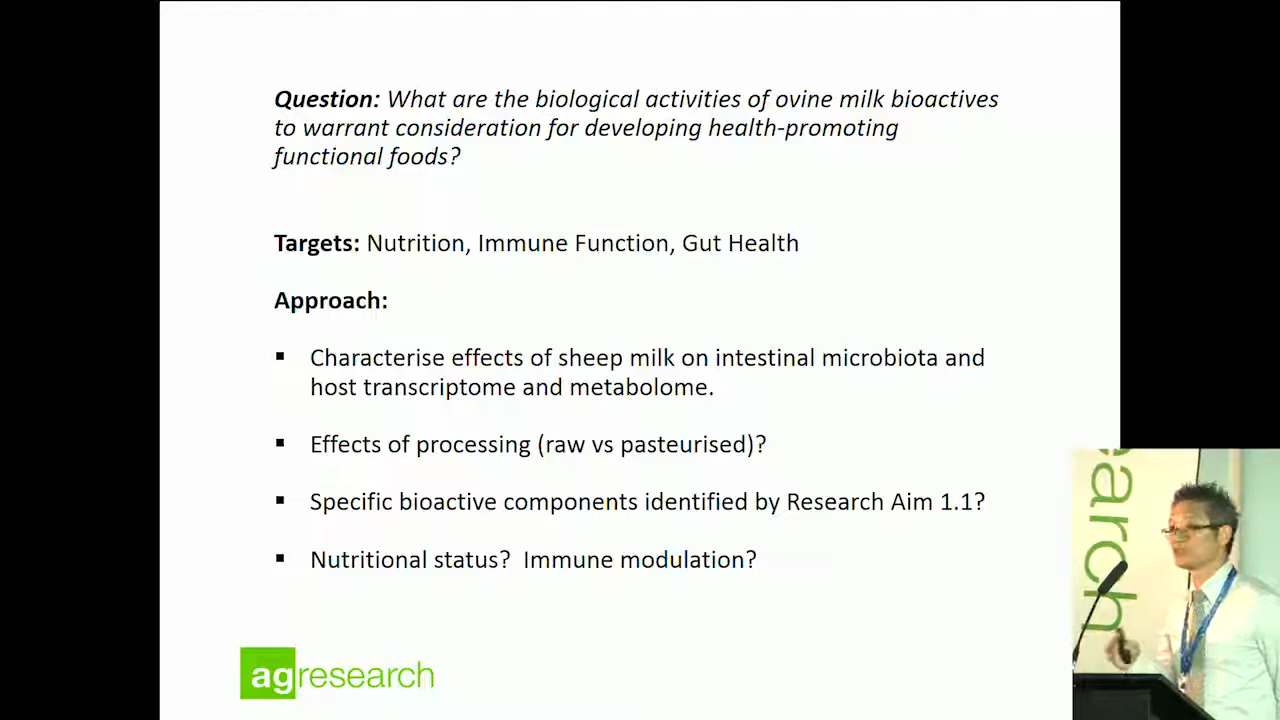 Question: What are the biological activities of ovine milk bioactives
to warrant consideration for developing health-promoting
functional foods?
Targets: Nutrition, Immune Function, Gut Health
Approach:
▪ Characterise effects of sheep milk on intestinal microbiota and
host transcriptome and metabolome.
▪ Effects of processing (raw vs pasteurised)?
▪ Specific bioactive components identified by Research Aim 1.1?
▪ Nutritional status? Immune modulation?
agresearch
earch